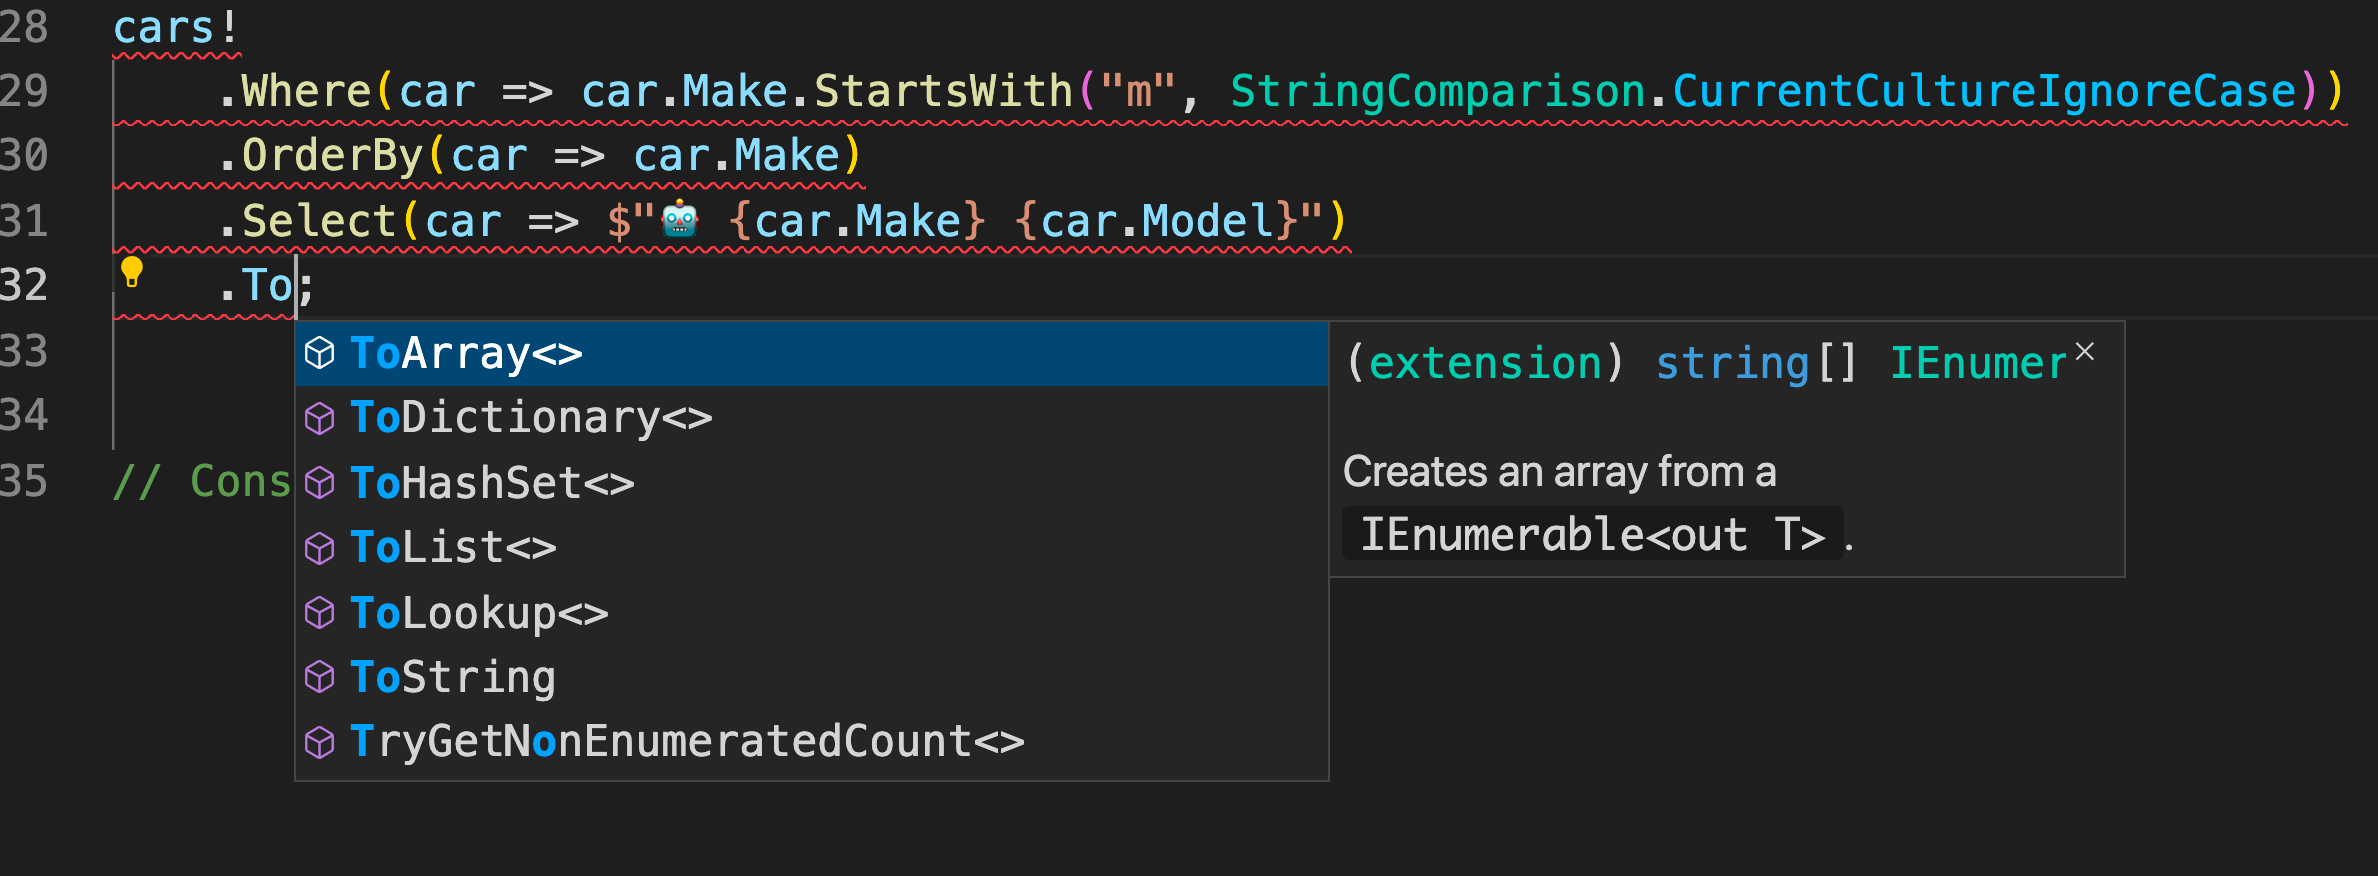 28 cars!
29 .Where(car => car.Make.StartsWith("m", StringComparison.CurrentCultureIgnoreCase))
30 .OrderBy(car => car.Make)
31 .Select(car => $"🤖 {car.Make} {car.Model}")
32 .To;
33
34
35 // Cons
ToArray<>
ToDictionary<>
ToHashSet<>
ToList<>
ToLookup<>
ToString
TryGetNonEnumeratedCount<>
(extension) string[] IEnumer
Creates an array from a
IEnumerable<out T>.